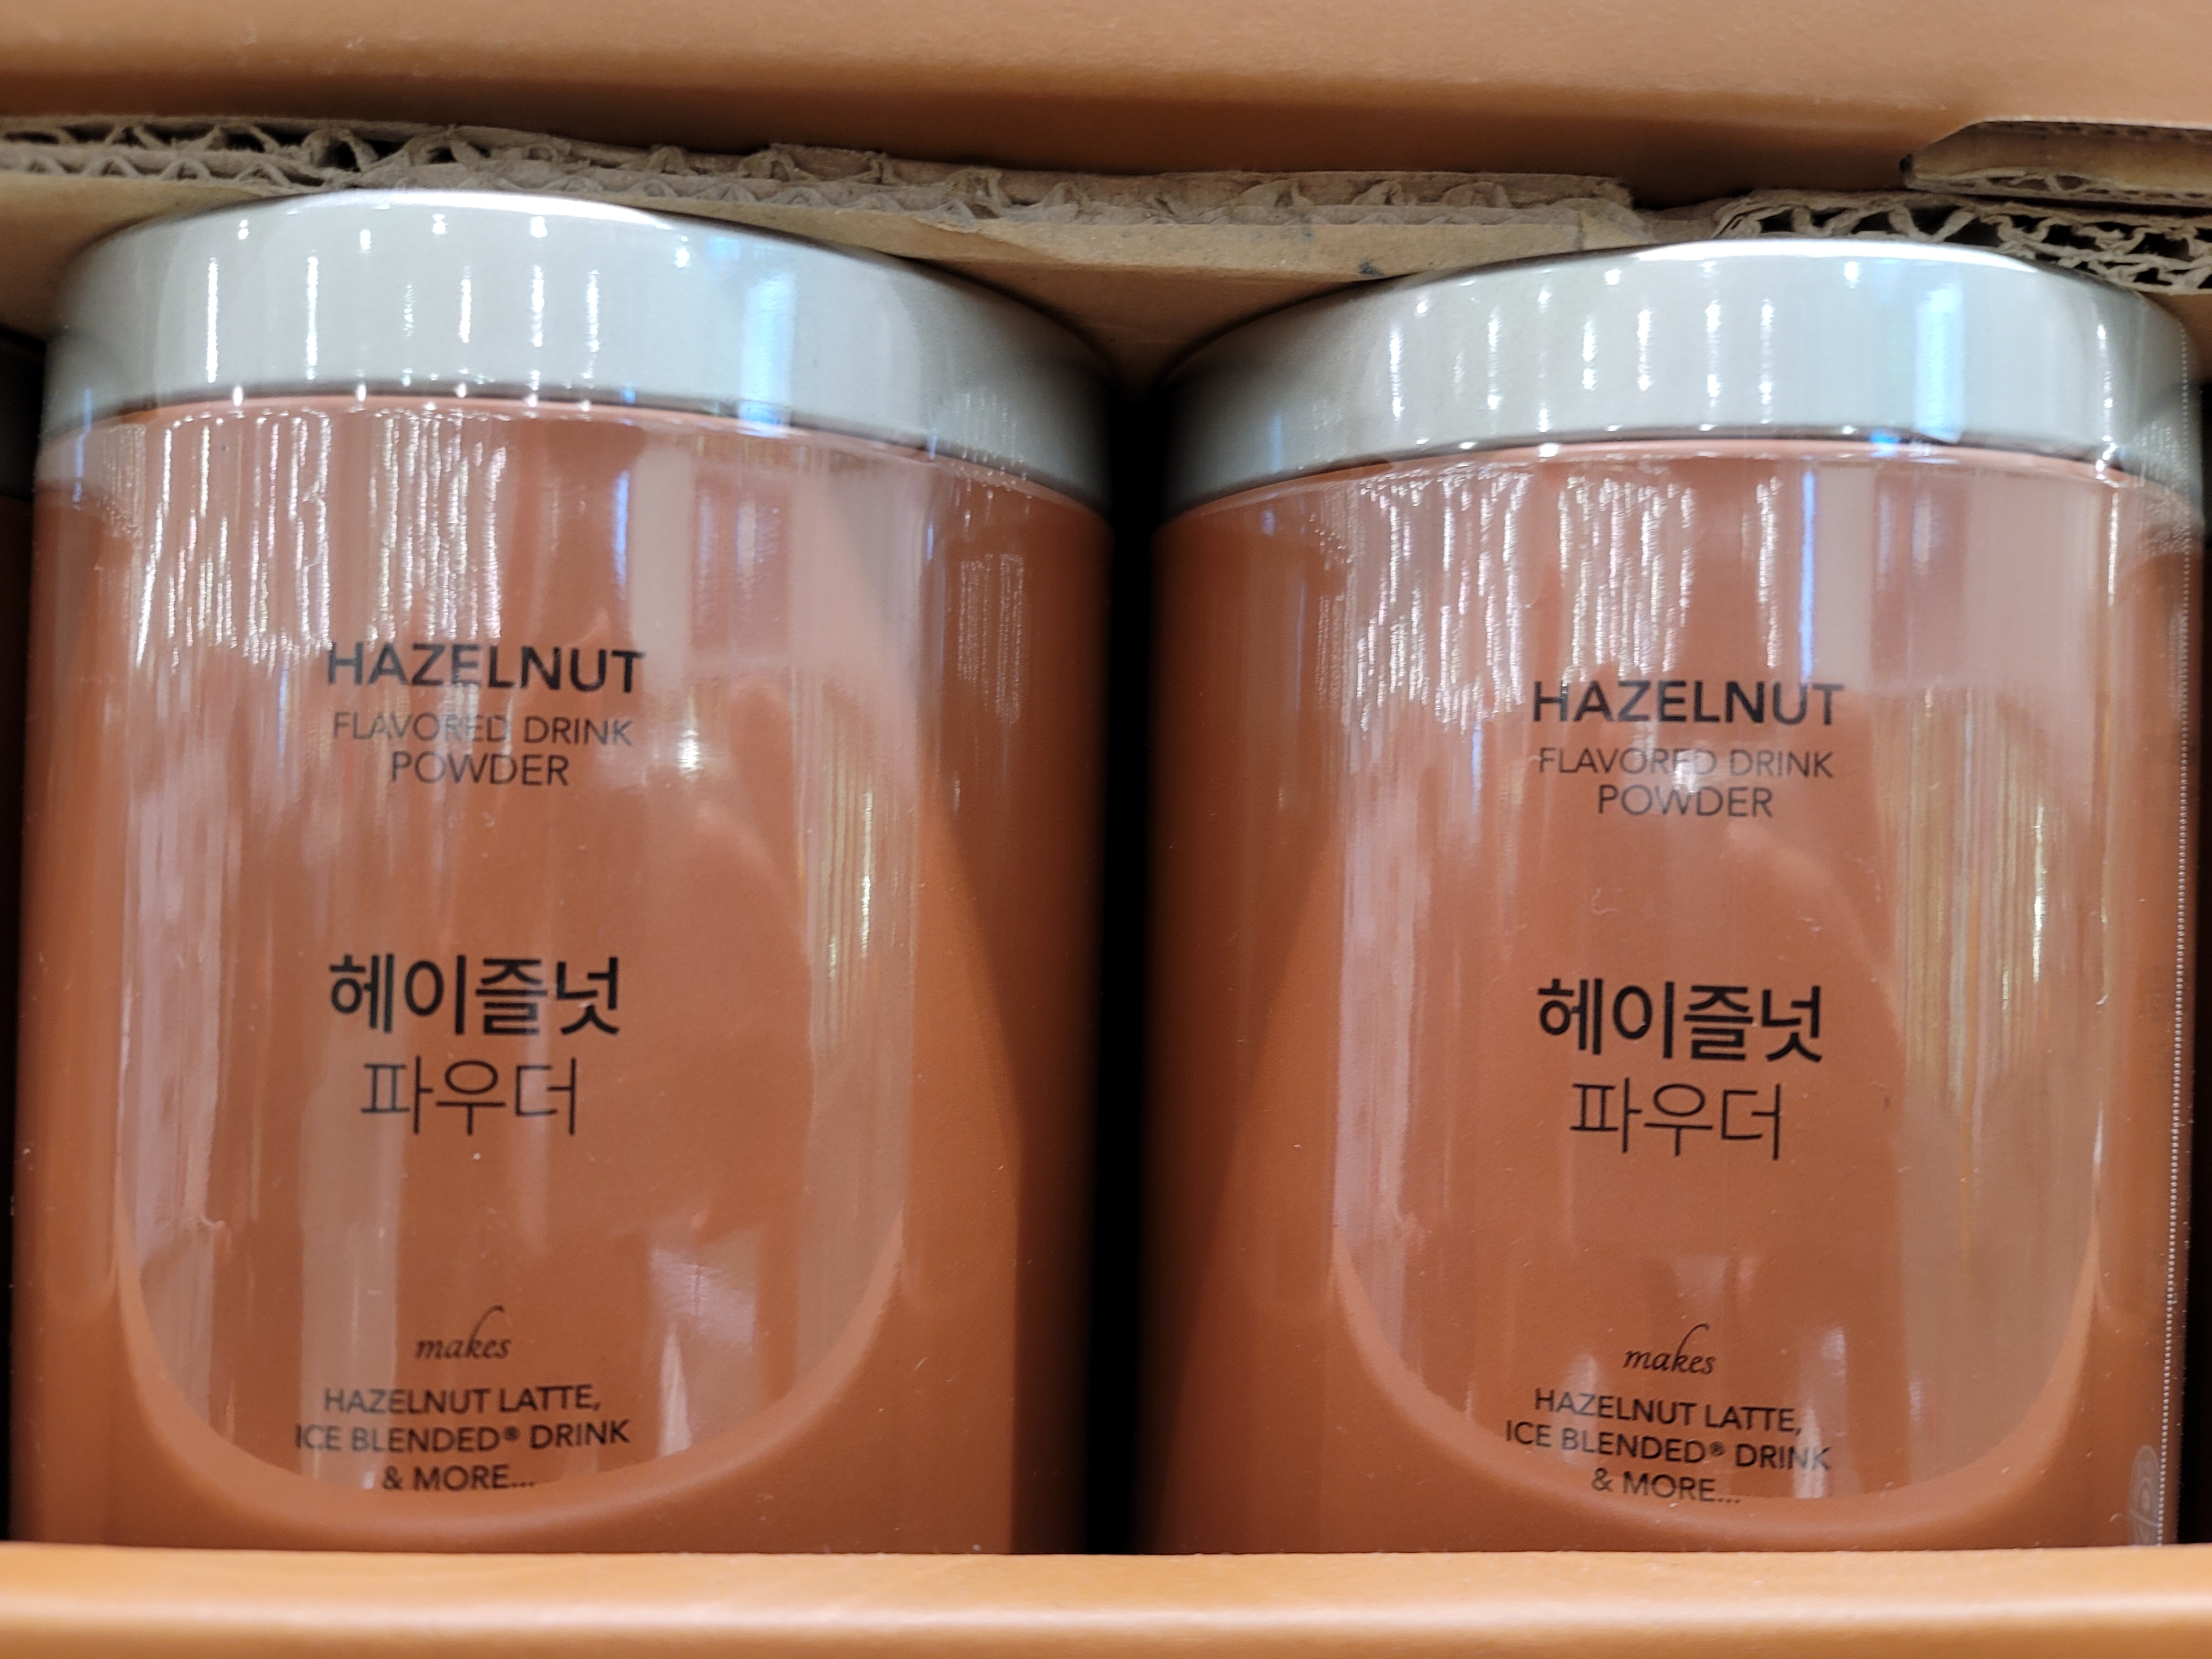 HAZELNUT
FLAVORED DRINK
POWDER
헤이즐넛
파우더
makes
HAZELNUT LATTE,
ICE BLENDED® DRINK
& MORE...
HAZELNUT
FLAVORED DRINK
POWDER
헤이즐넛
파우더
makes
HAZELNUT LATTE,
ICE BLENDED® DRINK
& MORE...